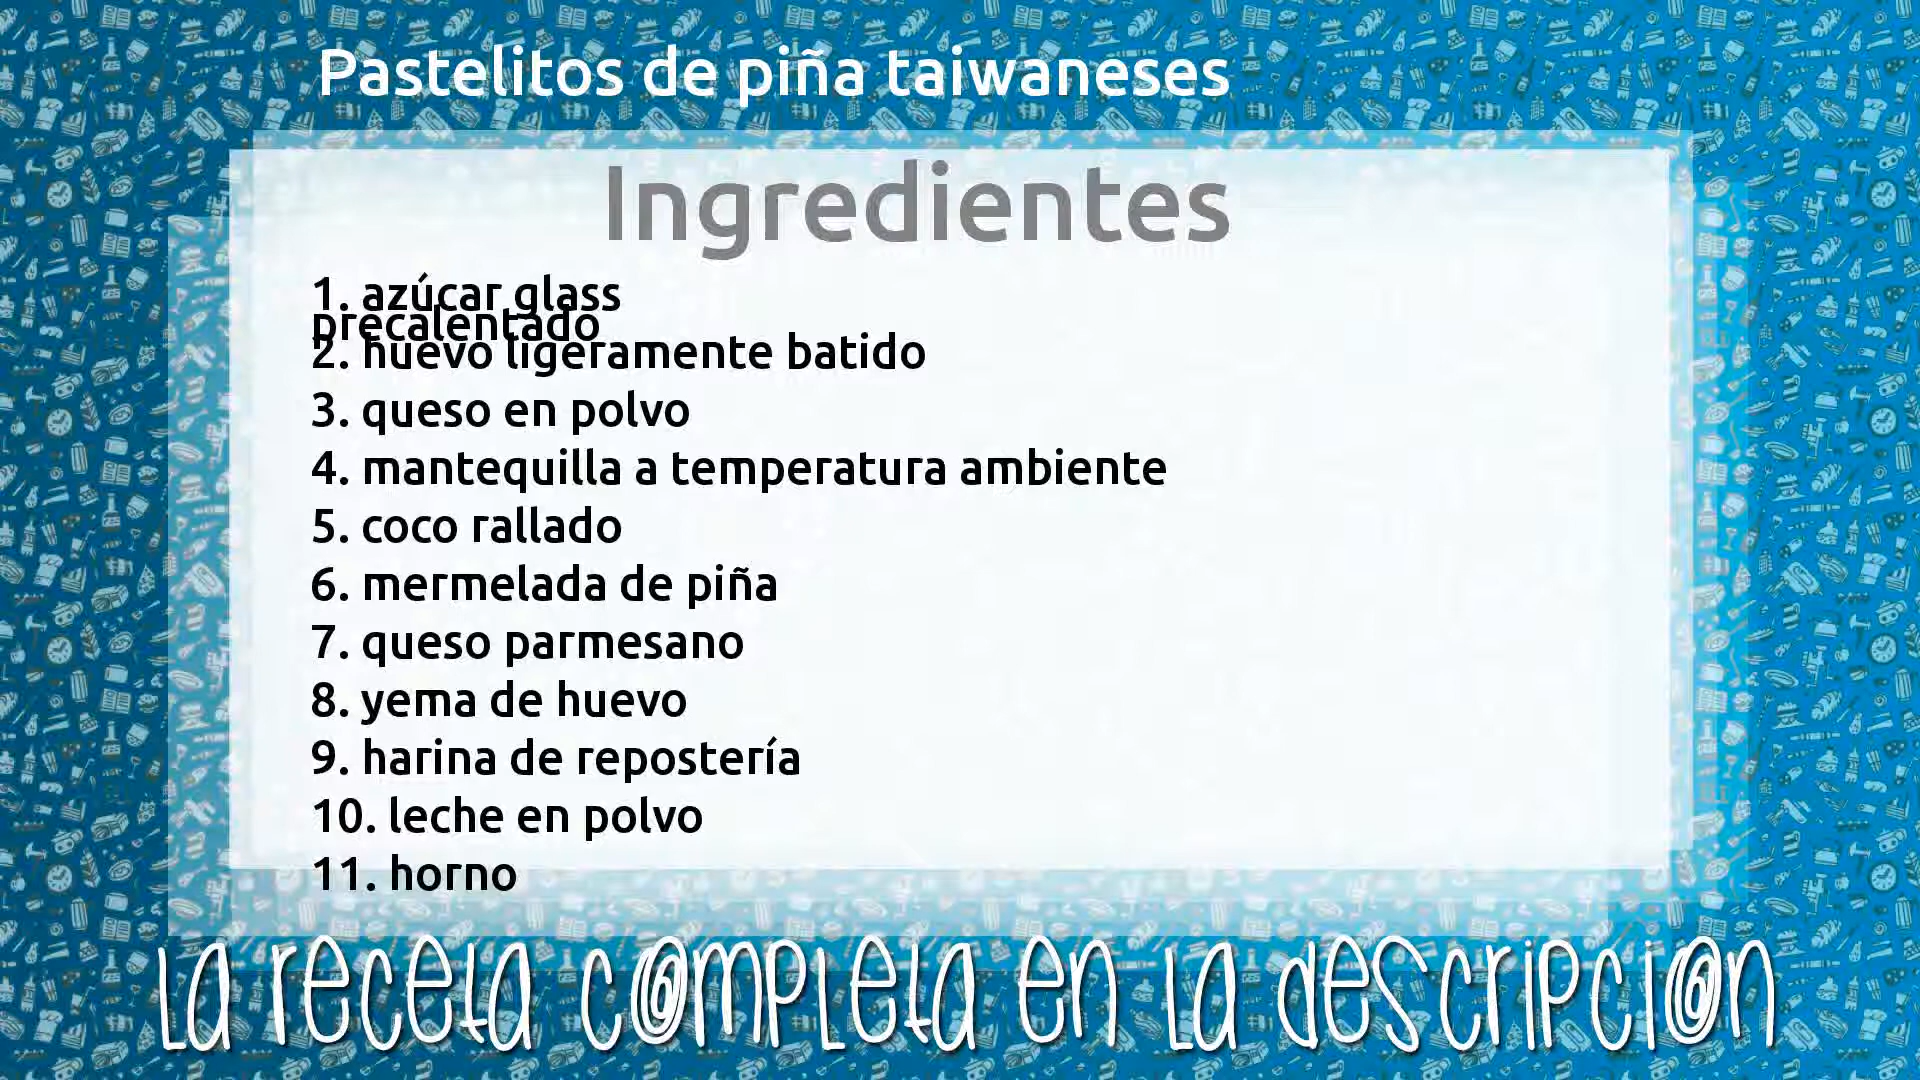 Pastelitos de piña taiwaneses
Ingredientes
1. azúcar glass
precalentado
2. huevo ligeramente batido
3. queso en polvo
4. mantequilla a temperatura ambiente
5. coco rallado
6. mermelada de piña
7. queso parmesano
8. yema de huevo
9. harina de repostería
10. leche en polvo
11. horno
La receta c@mpleta en la descripci@n